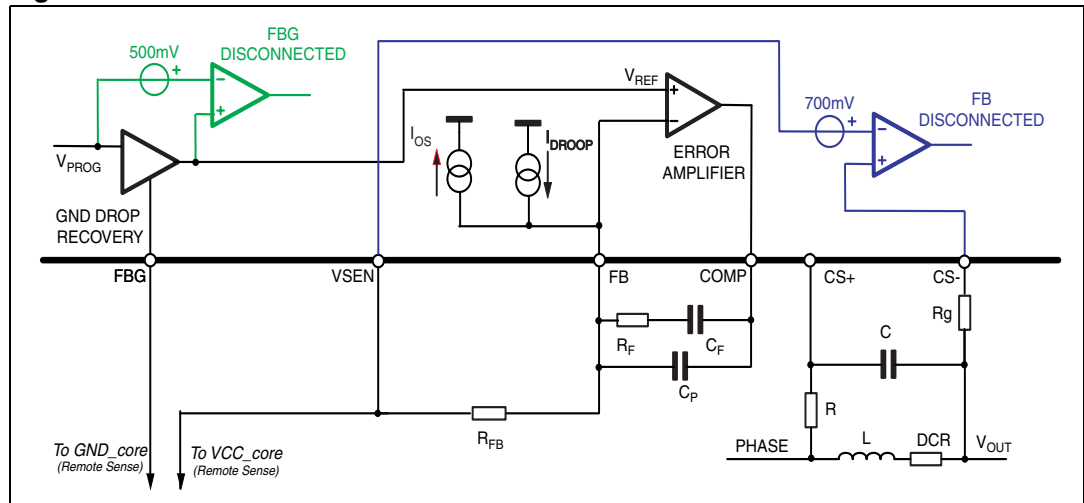 500mV
+
FBG
DISCONNECTED
−
+
V_PROG
GND DROP
RECOVERY
I_OS
I_DROOP
V_REF
+
−
ERROR
AMPLIFIER
700mV
+
FB
DISCONNECTED
−
+
FBG
VSEN
FB
COMP
CS+
CS-
R_F
C_F
C_P
R_FB
Rg
C
R
L
DCR
PHASE
V_OUT
To GND_core
(Remote Sense)
To VCC_core
(Remote Sense)